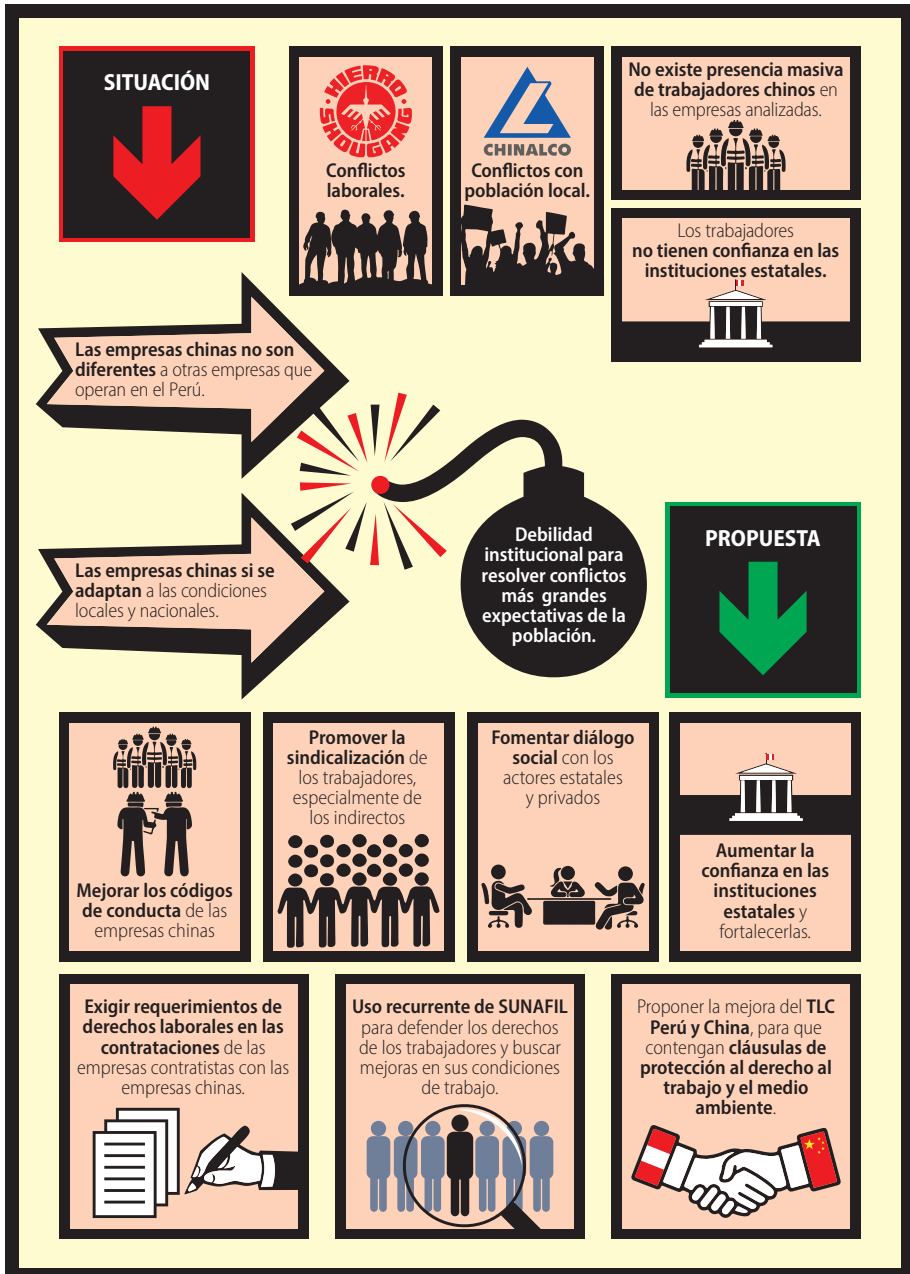 SITUACIÓN
HIERRO
SHOUGANG
Conflictos
laborales.
CHINALCO
Conflictos con
población local.
No existe presencia masiva
de trabajadores chinos en
las empresas analizadas.
Los trabajadores
no tienen confianza en las
instituciones estatales.
Las empresas chinas no son
diferentes a otras empresas que
operan en el Perú.
Las empresas chinas si se
adaptan a las condiciones
locales y nacionales.
Debilidad
institucional para
resolver conflictos
más grandes
expectativas de la
población.
PROPUESTA
Mejorar los códigos
de conducta de las
empresas chinas
Promover la
sindicalización de
los trabajadores,
especialmente de
los indirectos
Fomentar diálogo
social con los
actores estatales
y privados
Aumentar la
confianza en las
instituciones
estatales y
fortalecerlas.
Exigir requerimientos de
derechos laborales en las
contrataciones de las
empresas contratistas con las
empresas chinas.
Uso recurrente de SUNAFIL
para defender los derechos
de los trabajadores y buscar
mejoras en sus condiciones
de trabajo.
Proponer la mejora del TLC
Perú y China, para que
contengan cláusulas de
protección al derecho al
trabajo y el medio
ambiente.